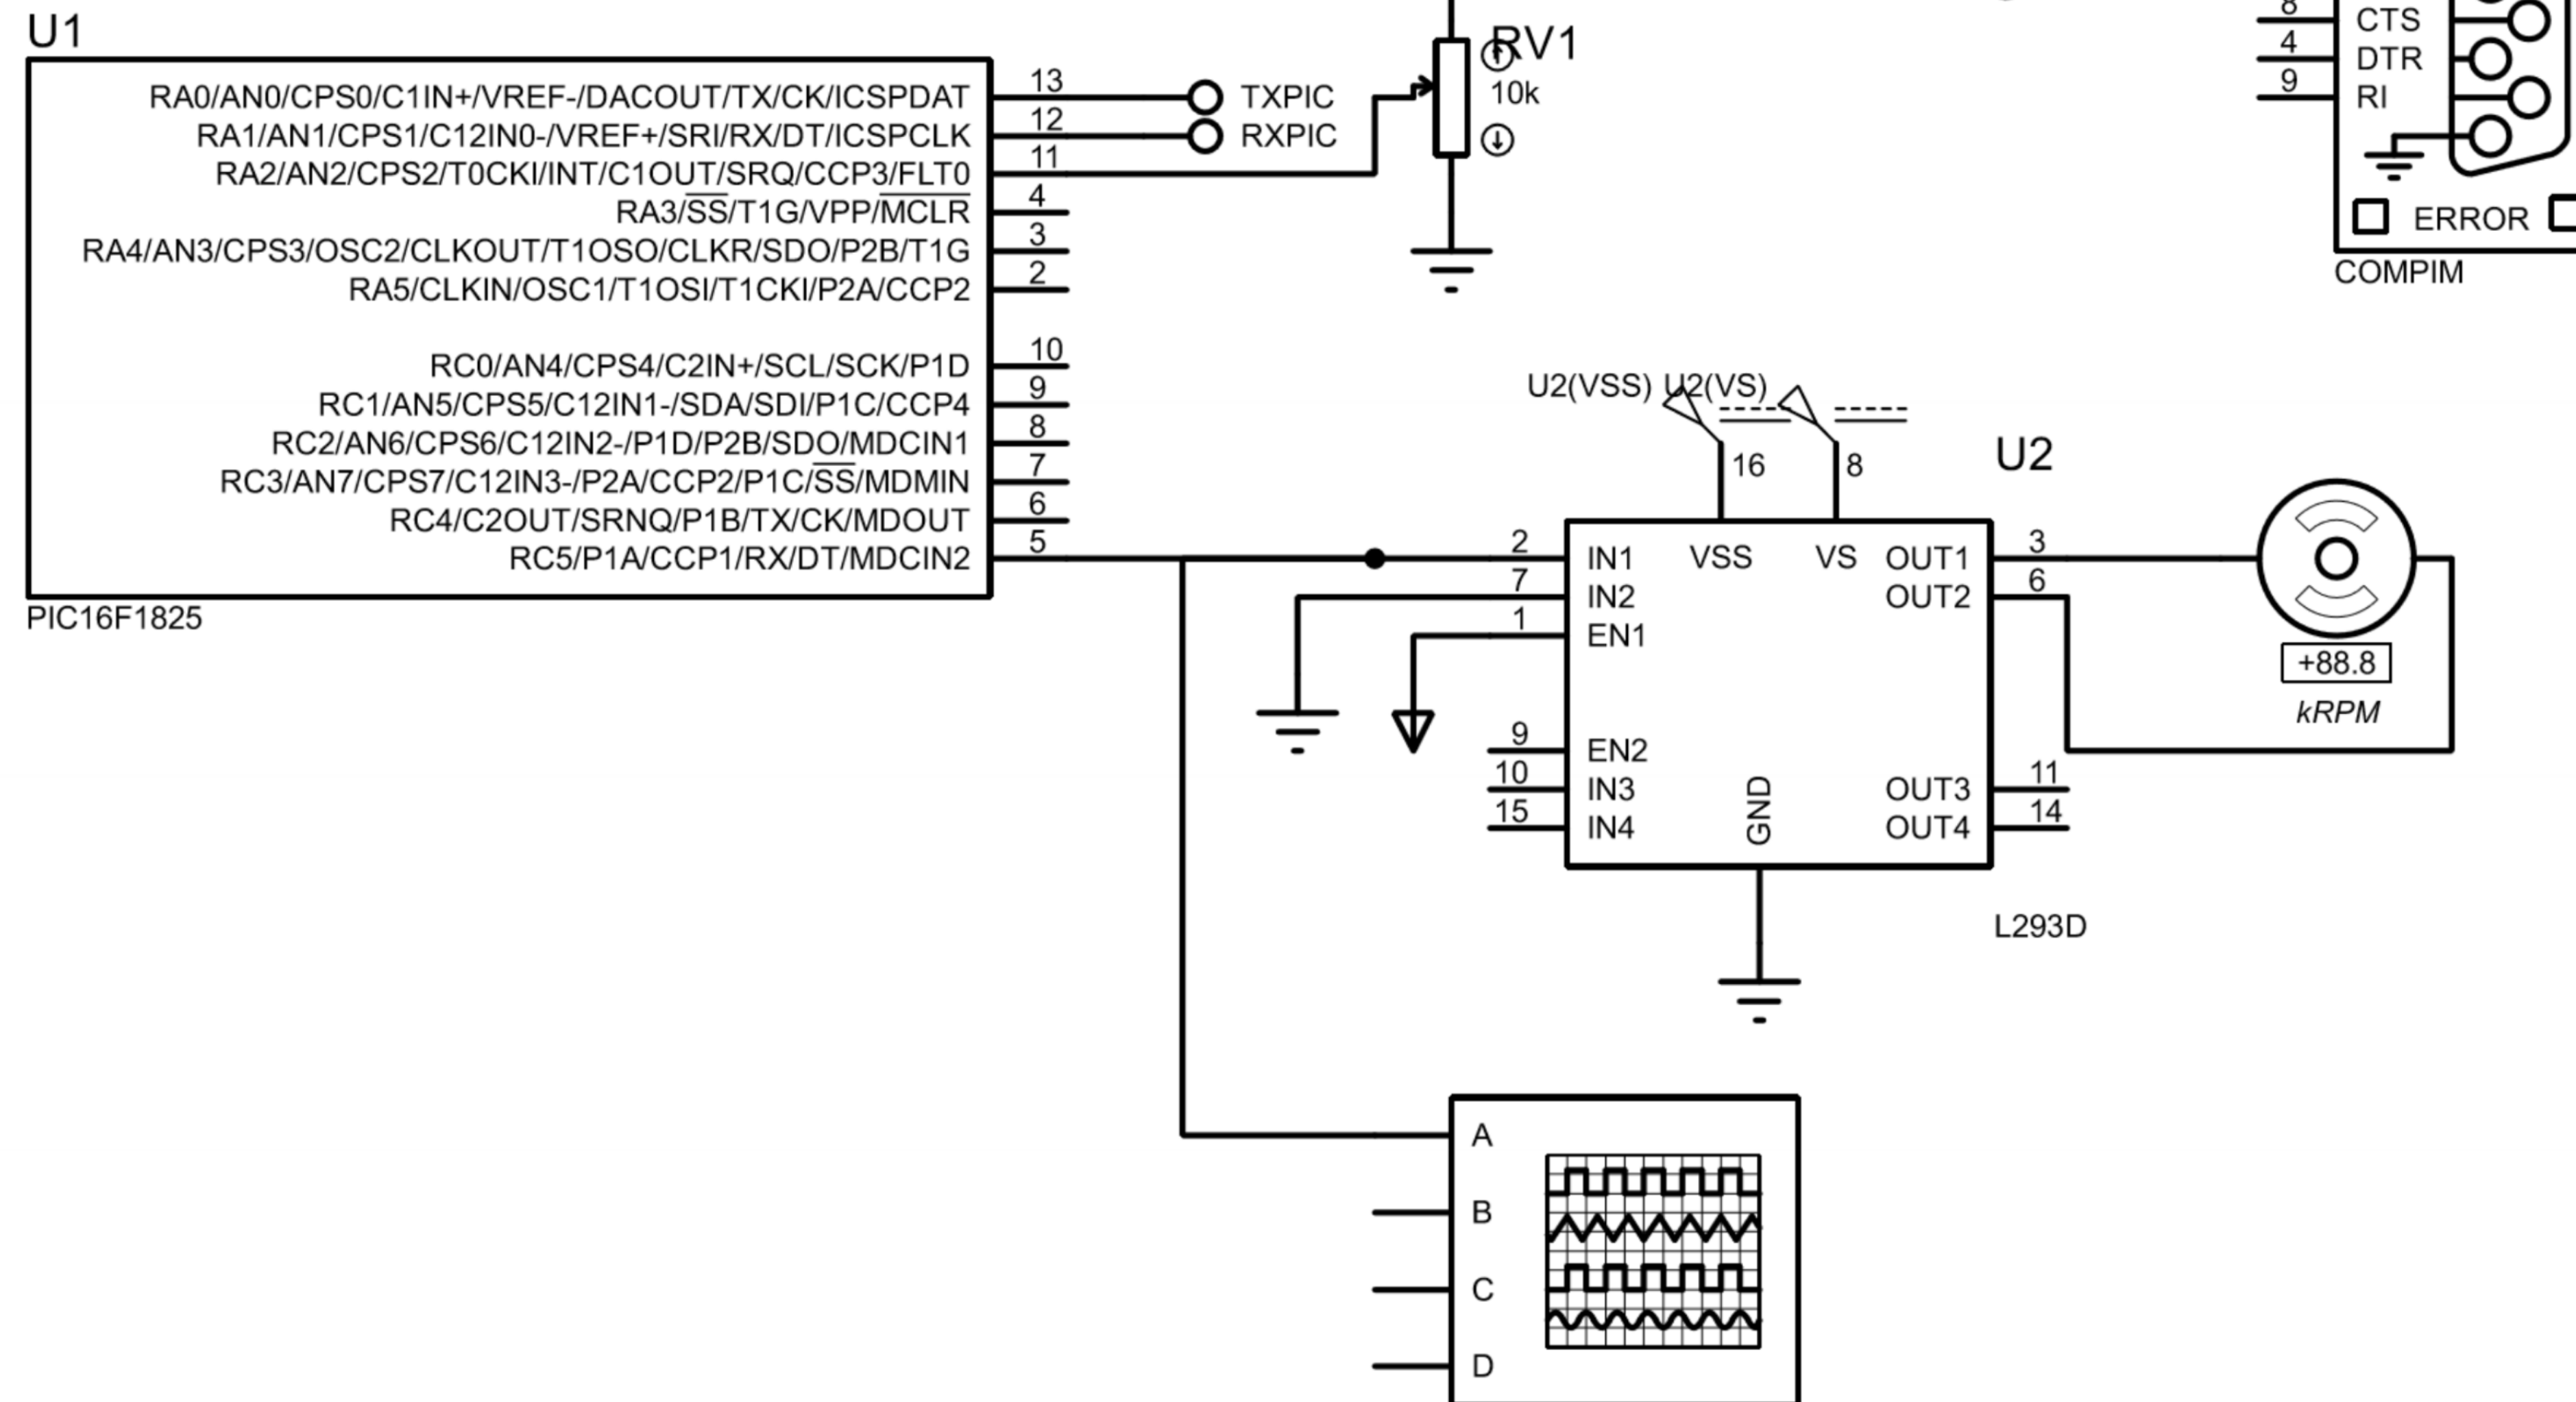 U1
RA0/AN0/CPS0/C1IN+/VREF-/DACOUT/TX/CK/ICSPDAT 13 TXPIC
RA1/AN1/CPS1/C12IN0-/VREF+/SRI/RX/DT/ICSPCLK 12 RXPIC
RA2/AN2/CPS2/T0CKI/INT/C1OUT/SRQ/CCP3/FLT0 11
RA3/SS/T1G/VPP/MCLR 4
RA4/AN3/CPS3/OSC2/CLKOUT/T1OSO/CLKR/SDO/P2B/T1G 3
RA5/CLKIN/OSC1/T1OSI/T1CKI/P2A/CCP2 2
RC0/AN4/CPS4/C2IN+/SCL/SCK/P1D 10
RC1/AN5/CPS5/C12IN1-/SDA/SDI/P1C/CCP4 9
RC2/AN6/CPS6/C12IN2-/P1D/P2B/SDO/MDCIN1 8
RC3/AN7/CPS7/C12IN3-/P2A/CCP2/P1C/SS/MDMIN 7
RC4/C2OUT/SRNQ/P1B/TX/CK/MDOUT 6
RC5/P1A/CCP1/RX/DT/MDCIN2 5
PIC16F1825
RV1
10k
8 CTS
4 DTR
9 RI
ERROR
COMPIM
U2(VSS) U2(VS)
16 8
U2
2 IN1 VSS VS OUT1 3
7 IN2 OUT2 6
1 EN1
9 EN2
10 IN3 OUT3 11
15 IN4 OUT4 14
GND
L293D
+88.8
kRPM
A
B
C
D